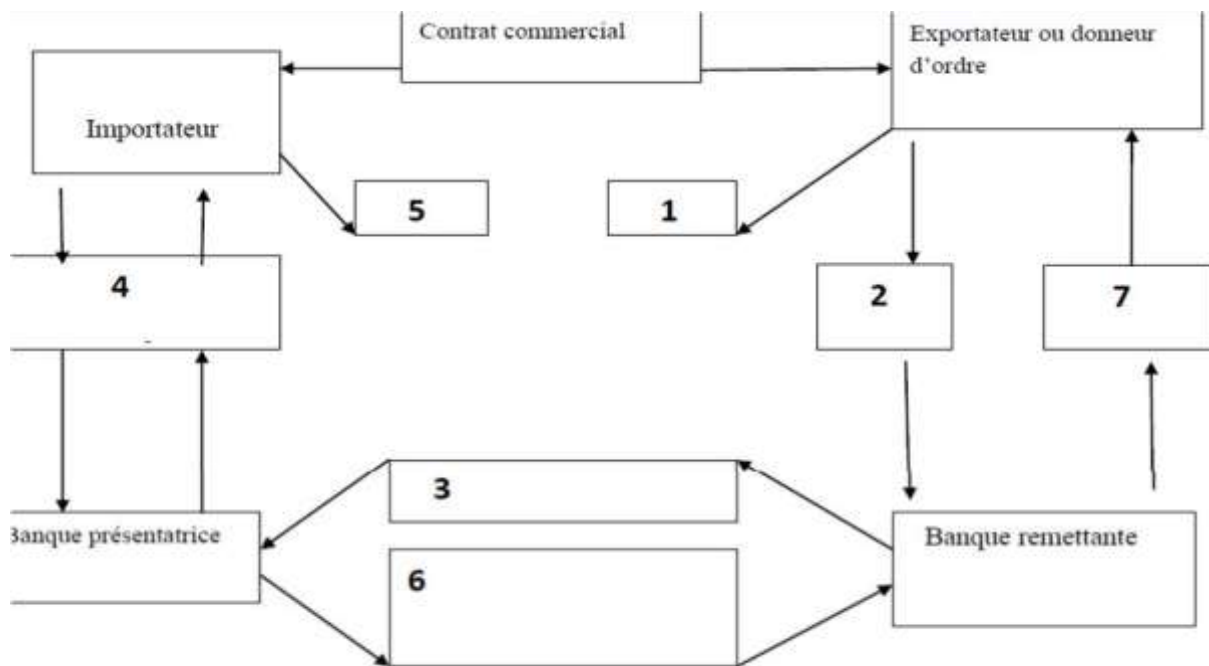 Contrat commercial
Exportateur ou donneur
d'ordre
Importateur
5
1
4
2
7
3
Banque présentatrice
Banque remettante
6